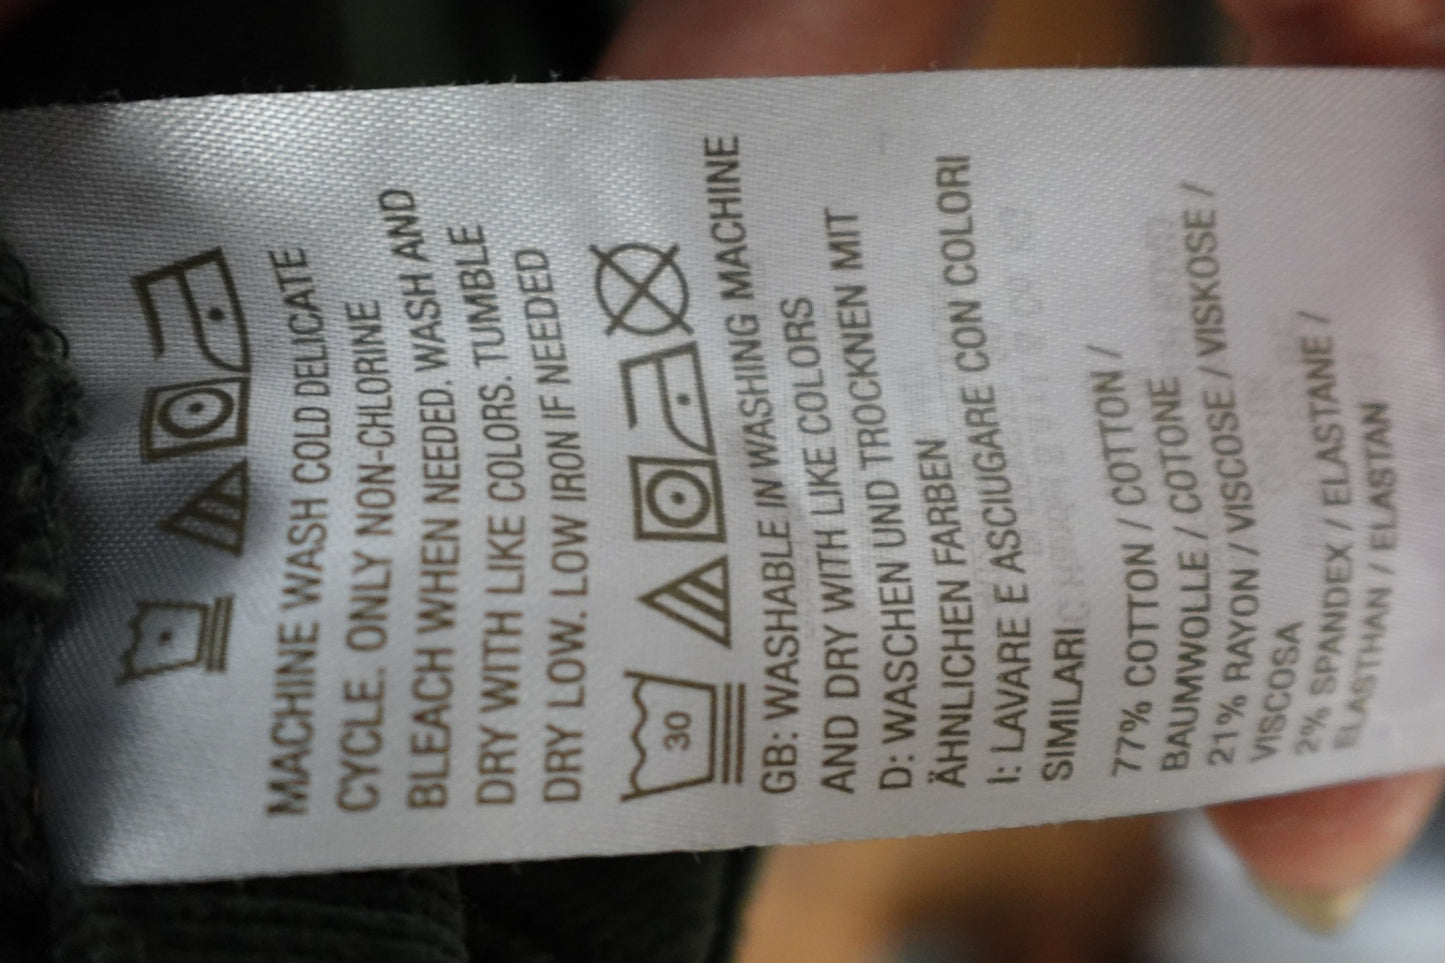 MACHINE WASH COLD DELICATE
CYCLE. ONLY NON-CHLORINE
BLEACH WHEN NEEDED. WASH AND
DRY WITH LIKE COLORS. TUMBLE
DRY LOW. LOW IRON IF NEEDED
30
GB: WASHABLE IN WASHING MACHINE
AND DRY WITH LIKE COLORS
D: WASCHEN UND TROCKNEN MIT
ÄHNLICHEN FARBEN
I: LAVARE E ASCIUGARE CON COLORI
SIMILARI
77% COTTON / COTTON /
BAUMWOLLE / COTONE
21% RAYON / VISCOSE / VISKOSE /
VISCOSA
2% SPANDEX / ELASTANE /
ELASTHAN / ELASTAN